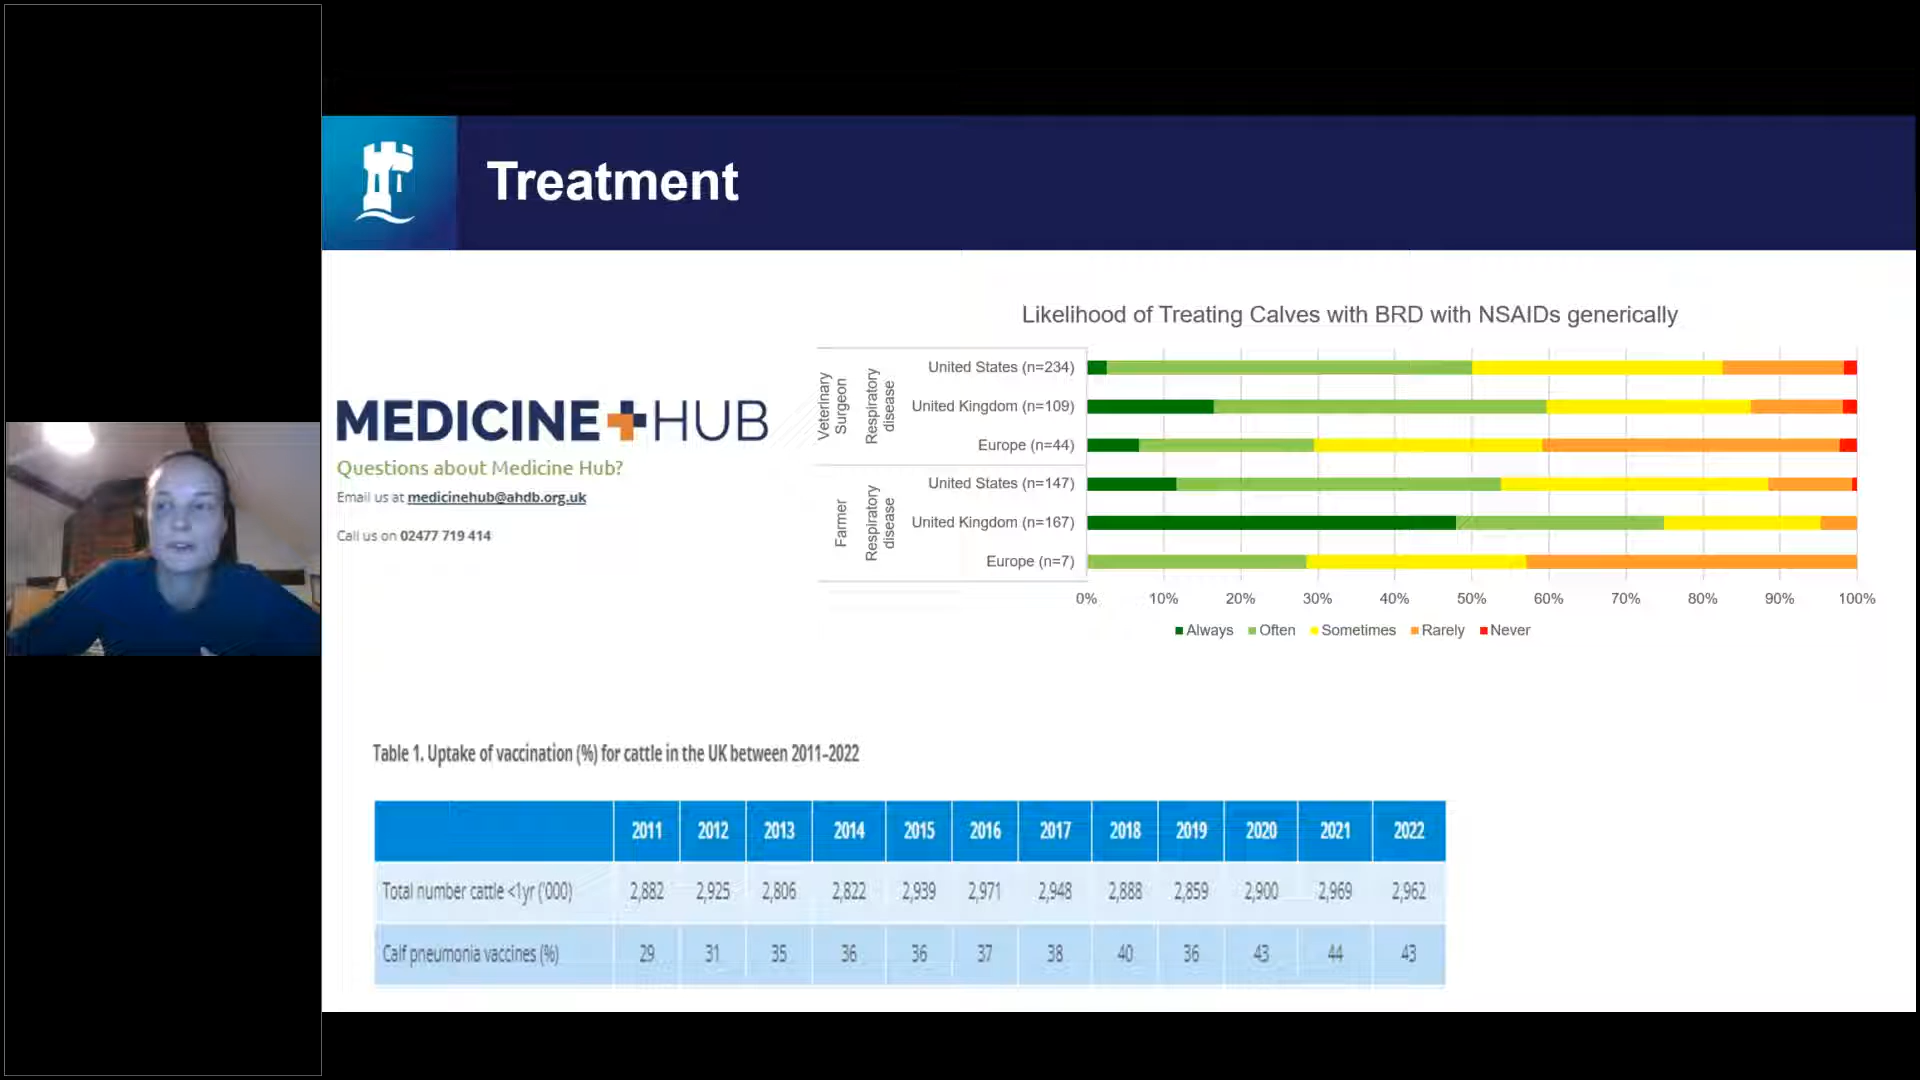 Treatment
MEDICINE HUB
Questions about Medicine Hub?
Email us at medicinehub@ahdb.org.uk
Call us on 02477 719 414
Likelihood of Treating Calves with BRD with NSAIDs generically
Veterinary Surgeon
Respiratory disease
United States (n=234)
United Kingdom (n=109)
Europe (n=44)
Farmer
Respiratory disease
United States (n=147)
United Kingdom (n=167)
Europe (n=7)
0% 10% 20% 30% 40% 50% 60% 70% 80% 90% 100%
Always Often Sometimes Rarely Never
Table 1. Uptake of vaccination (%) for cattle in the UK between 2011–2022
2011 2012 2013 2014 2015 2016 2017 2018 2019 2020 2021 2022
Total number cattle <1yr ('000) 2,882 2,925 2,806 2,822 2,939 2,971 2,948 2,888 2,859 2,900 2,969 2,962
Calf pneumonia vaccines (%) 29 31 35 36 36 37 38 40 36 43 44 43